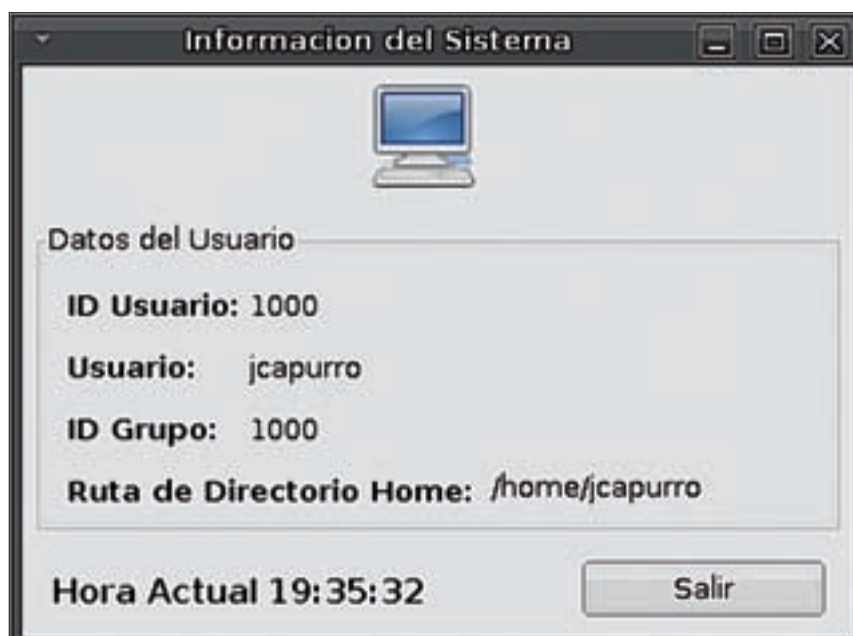 Informacion del Sistema
Datos del Usuario
ID Usuario: 1000
Usuario: jcapurro
ID Grupo: 1000
Ruta de Directorio Home: /home/jcapurro
Hora Actual 19:35:32
Salir